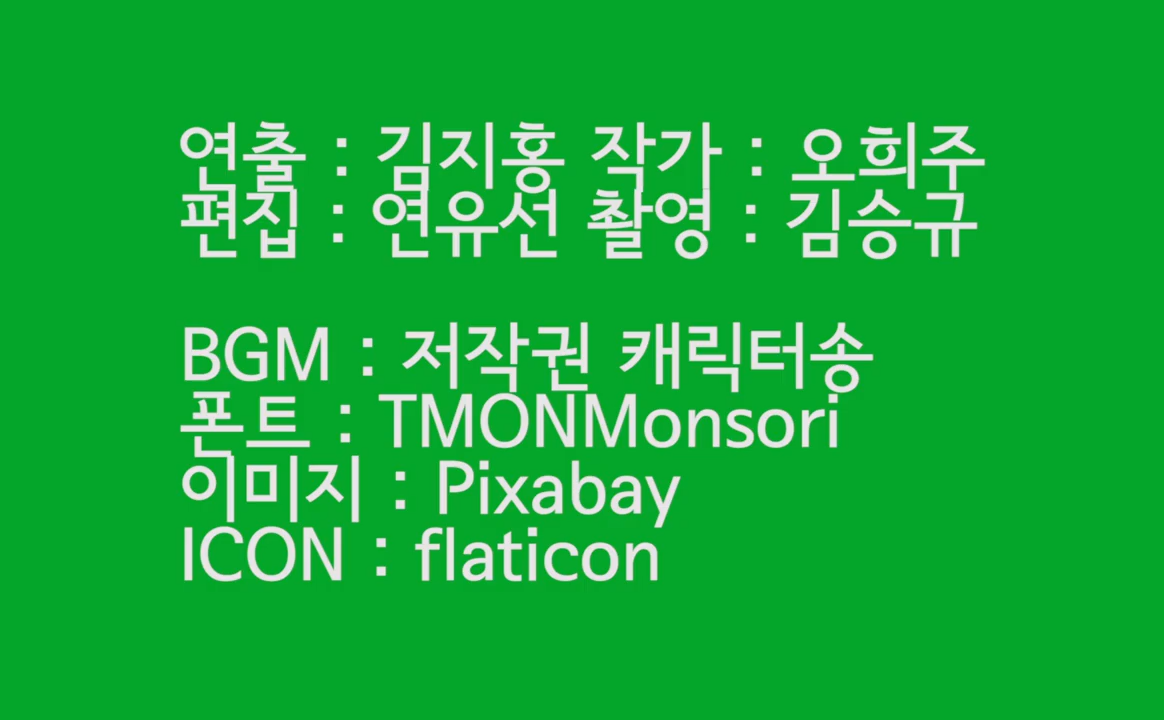 연출 : 김지홍 작가 : 오희주
편집 : 연유선 촬영 : 김승규
BGM : 저작권 캐릭터송
폰트 : TMONMonsori
이미지 : Pixabay
ICON : flaticon